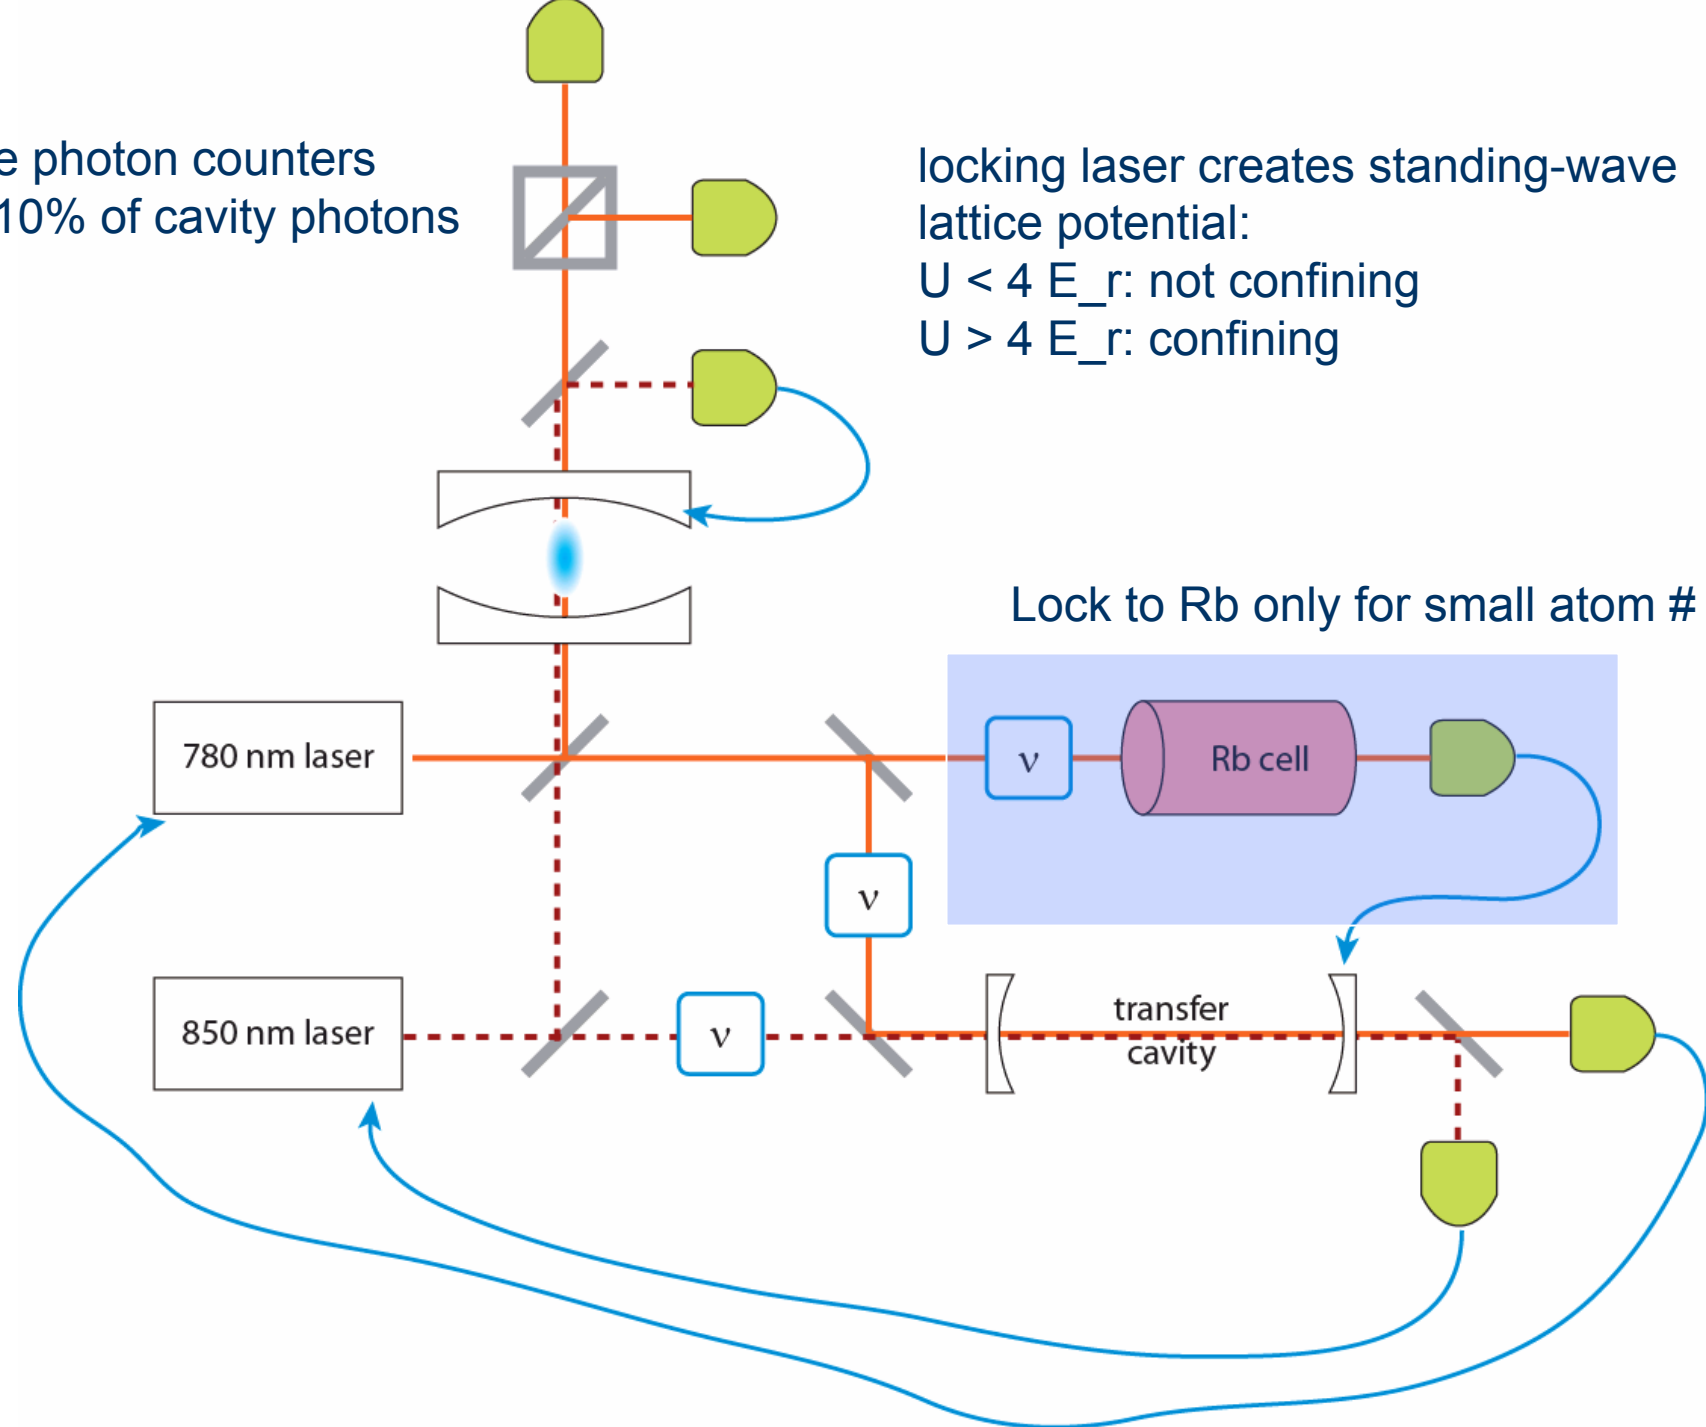 e photon counters
10% of cavity photons
locking laser creates standing-wave
lattice potential:
U < 4 E_r: not confining
U > 4 E_r: confining
Lock to Rb only for small atom #
780 nm laser
ν
Rb cell
ν
850 nm laser
ν
transfer
cavity